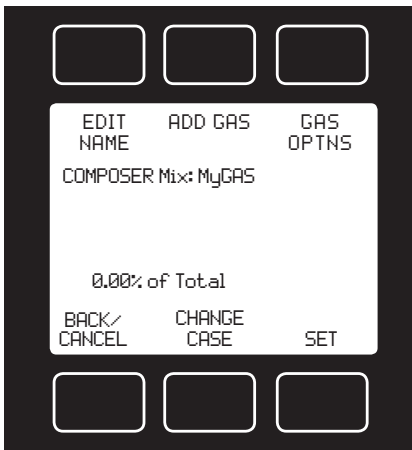 EDIT ADD GAS GAS
NAME OPTNS
COMPOSER Mix: MyGAS
0.00% of Total
BACK/ CHANGE
CANCEL CASE SET